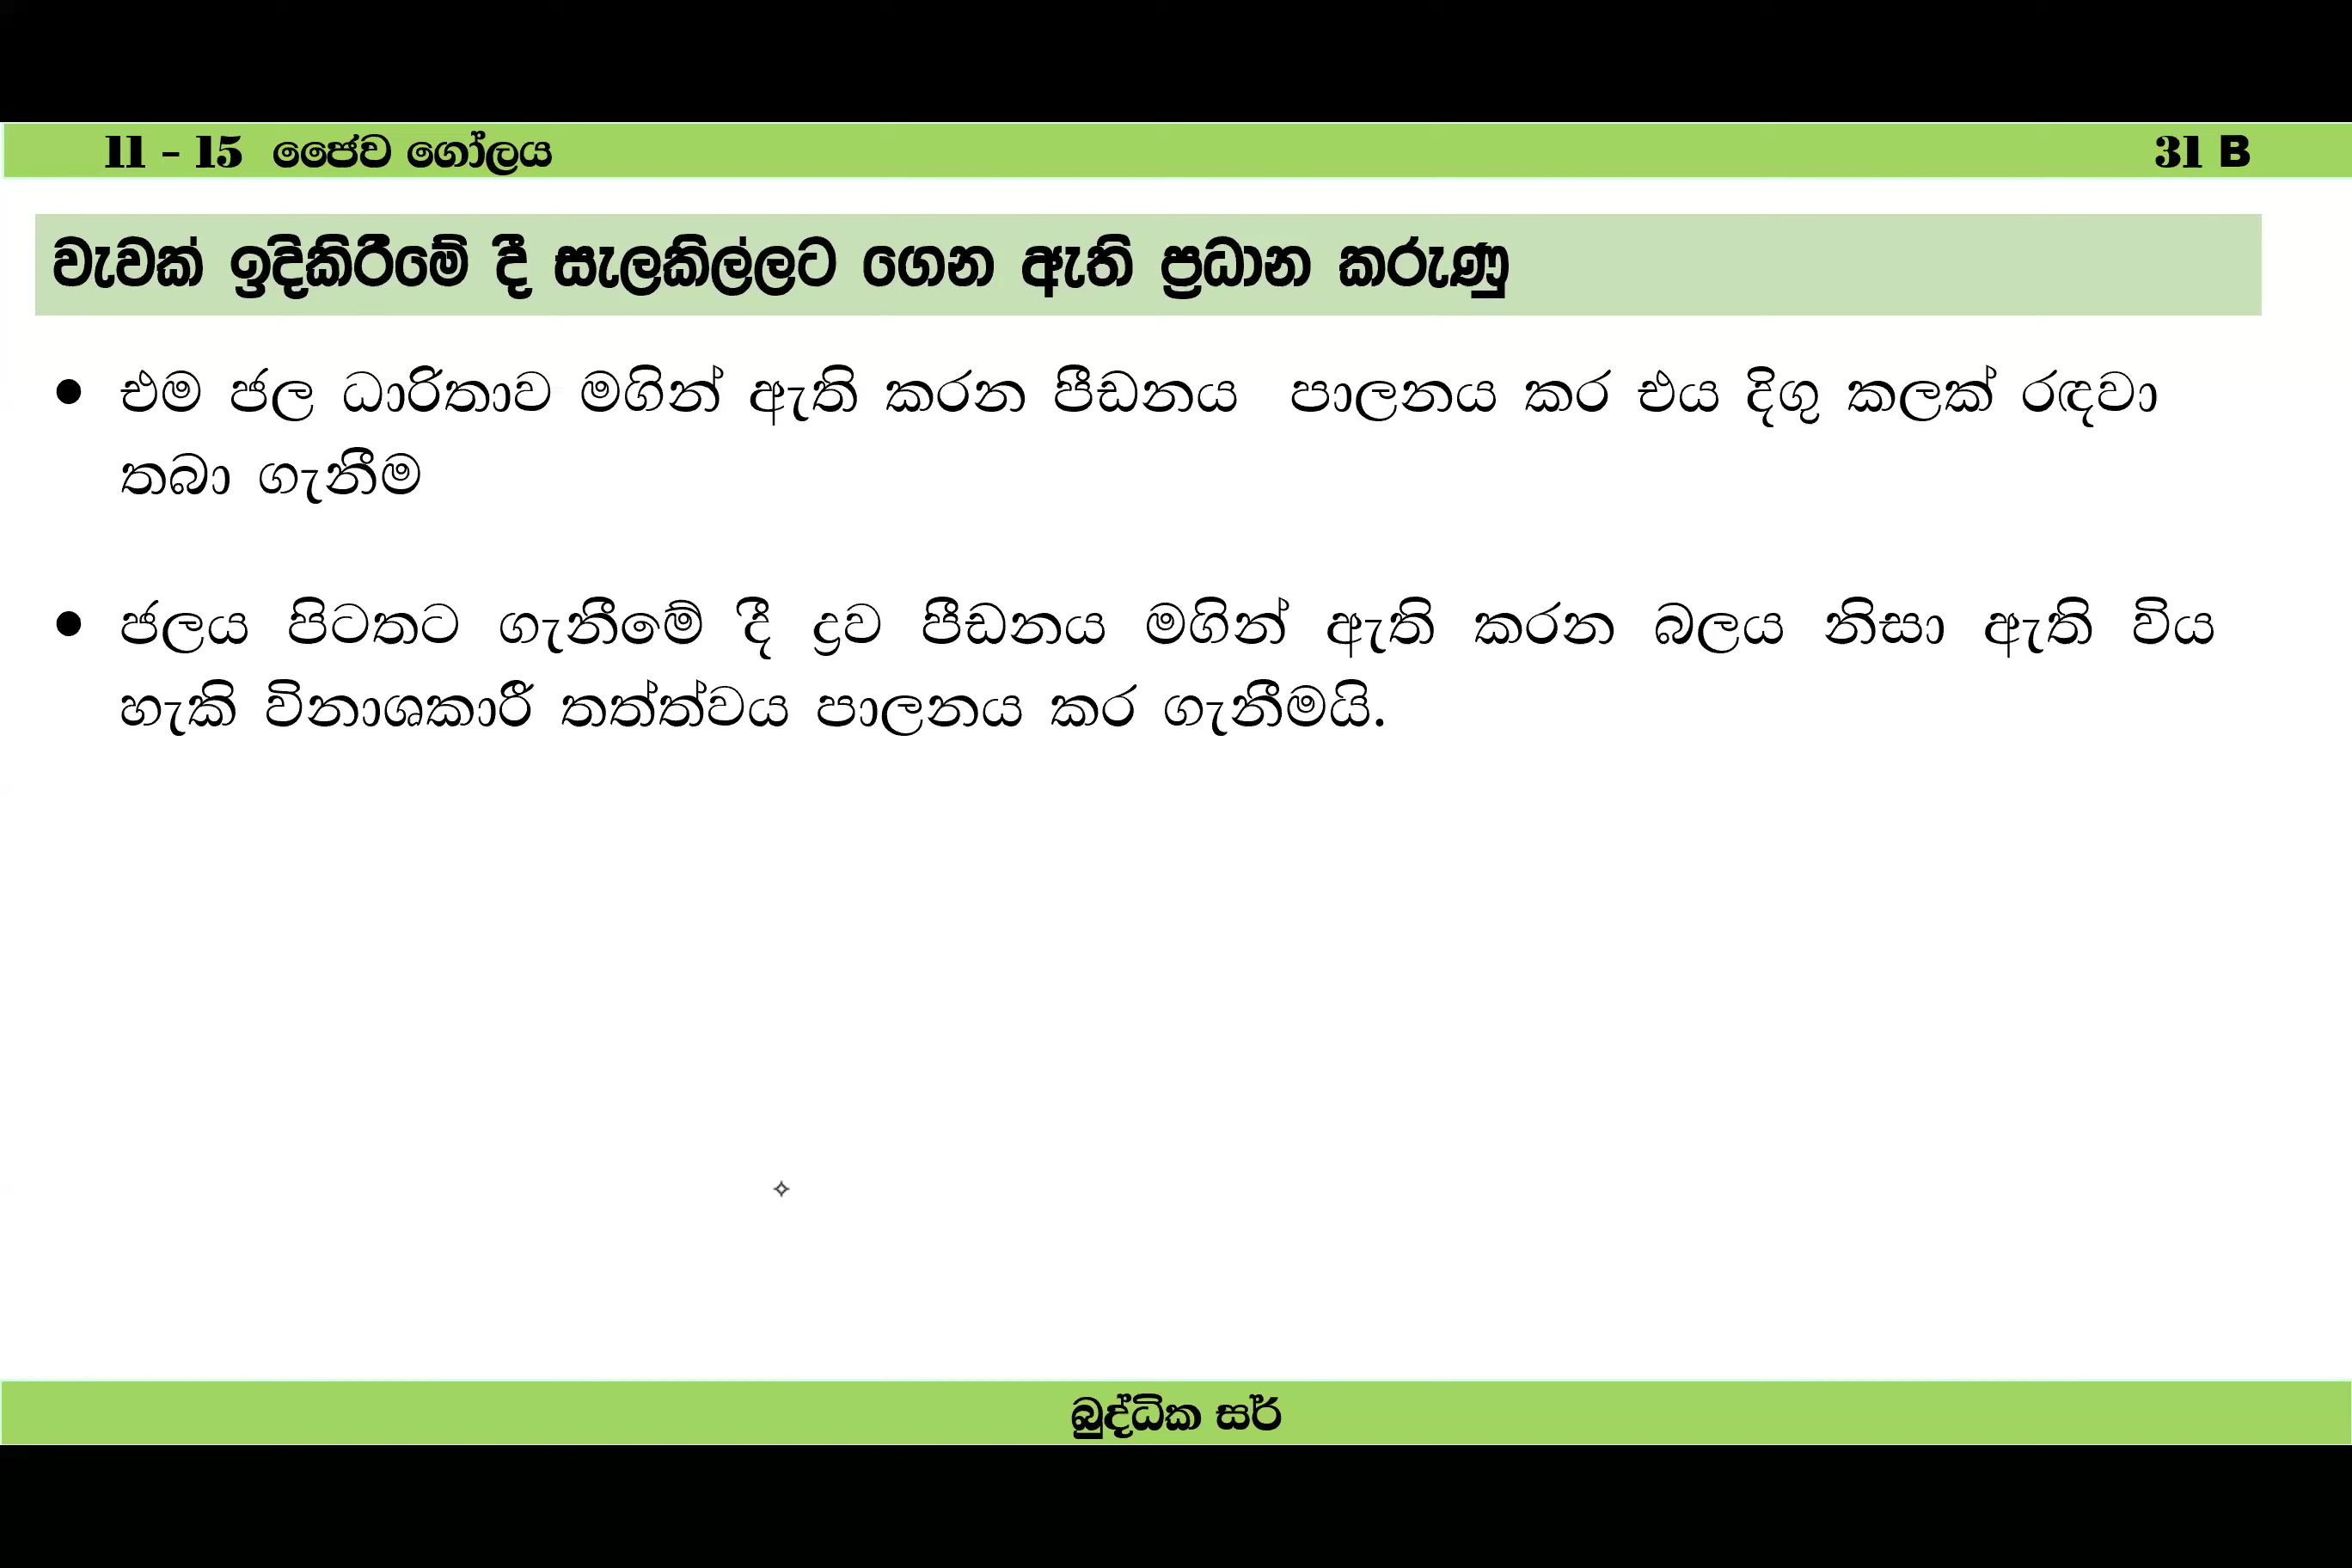 11 - 15 ජෛව ගෝලය 31 B
වැවක් ඉදිකිරීමේ දී සැලකිල්ලට ගෙන ඇති ප්‍රධාන කරුණු
• එම ජල ධාරිතාව මගින් ඇති කරන පීඩනය පාලනය කර එය දිගු කලක් රඳවා
තබා ගැනීම
• ජලය පිටතට ගැනීමේ දී ද්‍රව පීඩනය මගින් ඇති කරන බලය නිසා ඇති විය
හැකි විනාශකාරී තත්ත්වය පාලනය කර ගැනීමයි.
බුද්ධික සර්